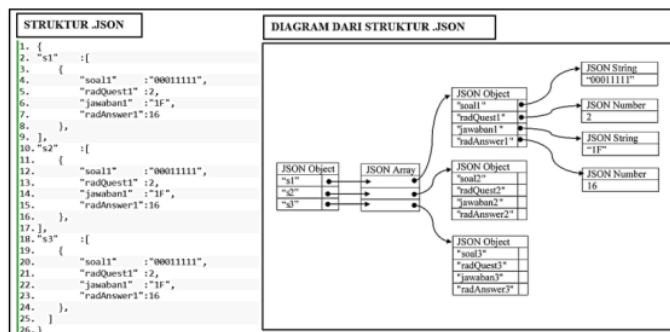 STRUKTUR .JSON
1. {
2. "s1" :[
3. {
4. "soal1" :"00011111",
5. "radQuest1" :2,
6. "jawaban1" :"1F",
7. "radAnswer1":16
8. },
9. ],
10. "s2" :[
11. {
12. "soal1" :"00011111",
13. "radQuest1" :2,
14. "jawaban1" :"1F",
15. "radAnswer1":16
16. },
17. ],
18. "s3" :[
19. {
20. "soal1" :"00011111",
21. "radQuest1" :2,
22. "jawaban1" :"1F",
23. "radAnswer1":16
24. },
25. ]
26. }
DIAGRAM DARI STRUKTUR .JSON
JSON Object
"s1"
"s2"
"s3"
JSON Array
JSON Object
"soal1"
"radQuest1"
"jawaban1"
"radAnswer1"
JSON String
"00011111"
JSON Number
2
JSON String
"1F"
JSON Number
16
JSON Object
"soal2"
"radQuest2"
"jawaban2"
"radAnswer2"
JSON Object
"soal3"
"radQuest3"
"jawaban3"
"radAnswer3"